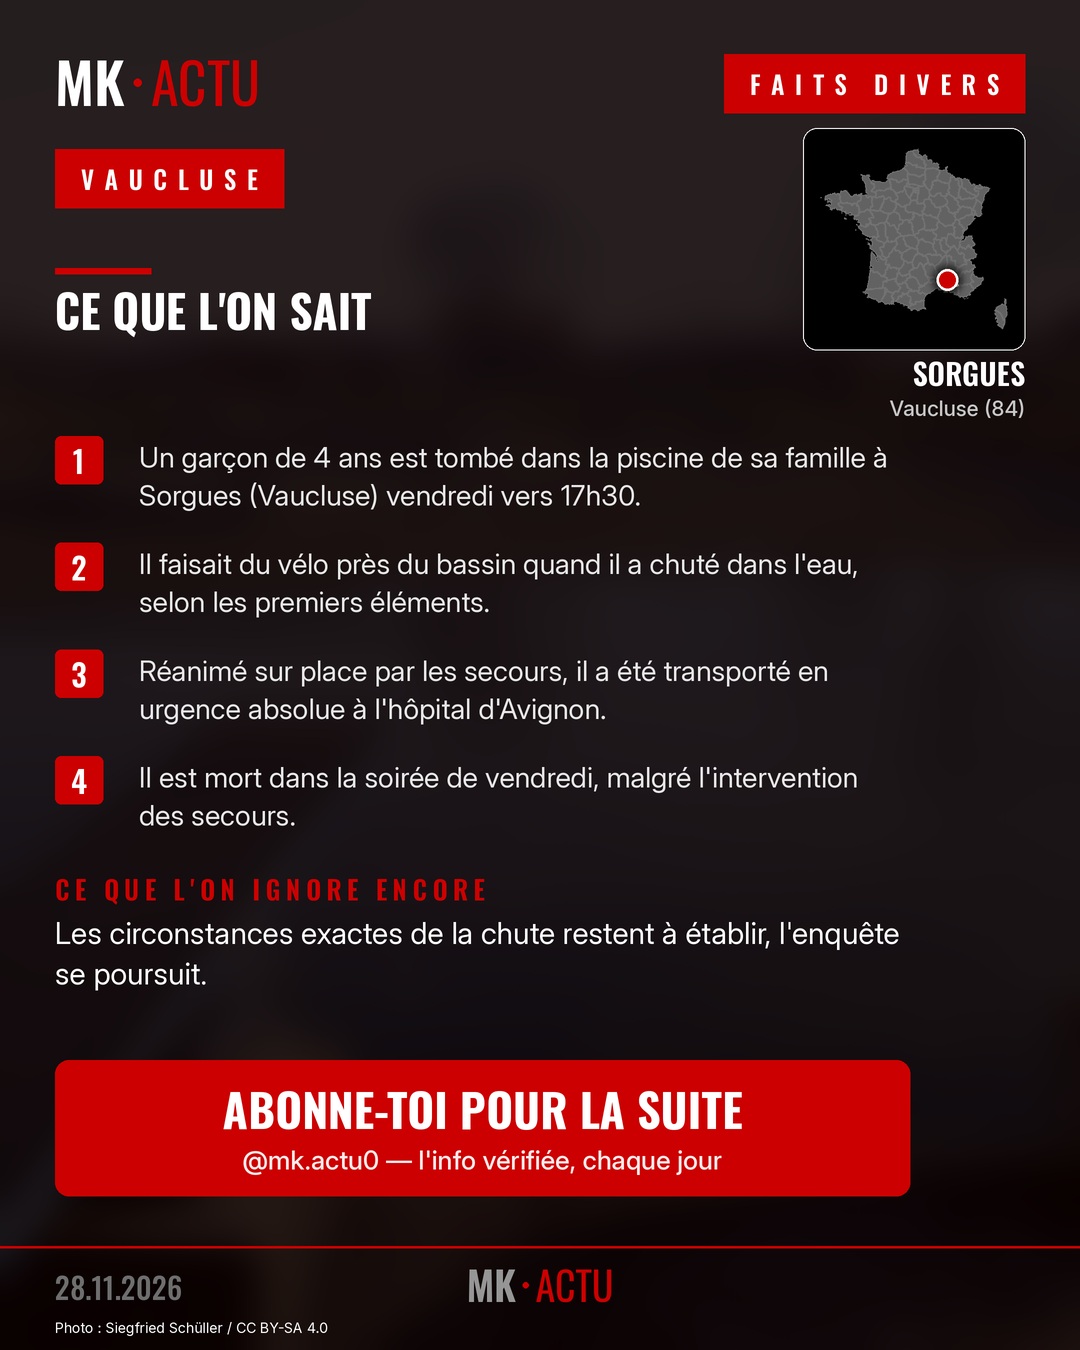 MK·ACTU
FAITS DIVERS
VAUCLUSE
CE QUE L'ON SAIT
SORGUES
Vaucluse (84)
1
Un garçon de 4 ans est tombé dans la piscine de sa famille à
Sorgues (Vaucluse) vendredi vers 17h30.
2
Il faisait du vélo près du bassin quand il a chuté dans l'eau,
selon les premiers éléments.
3
Réanimé sur place par les secours, il a été transporté en
urgence absolue à l'hôpital d'Avignon.
4
Il est mort dans la soirée de vendredi, malgré l'intervention
des secours.
CE QUE L'ON IGNORE ENCORE
Les circonstances exactes de la chute restent à établir, l'enquête
se poursuit.
ABONNE-TOI POUR LA SUITE
@mk.actu0 — l'info vérifiée, chaque jour
28.11.2026
MK·ACTU
Photo : Siegfried Schüller / CC BY-SA 4.0